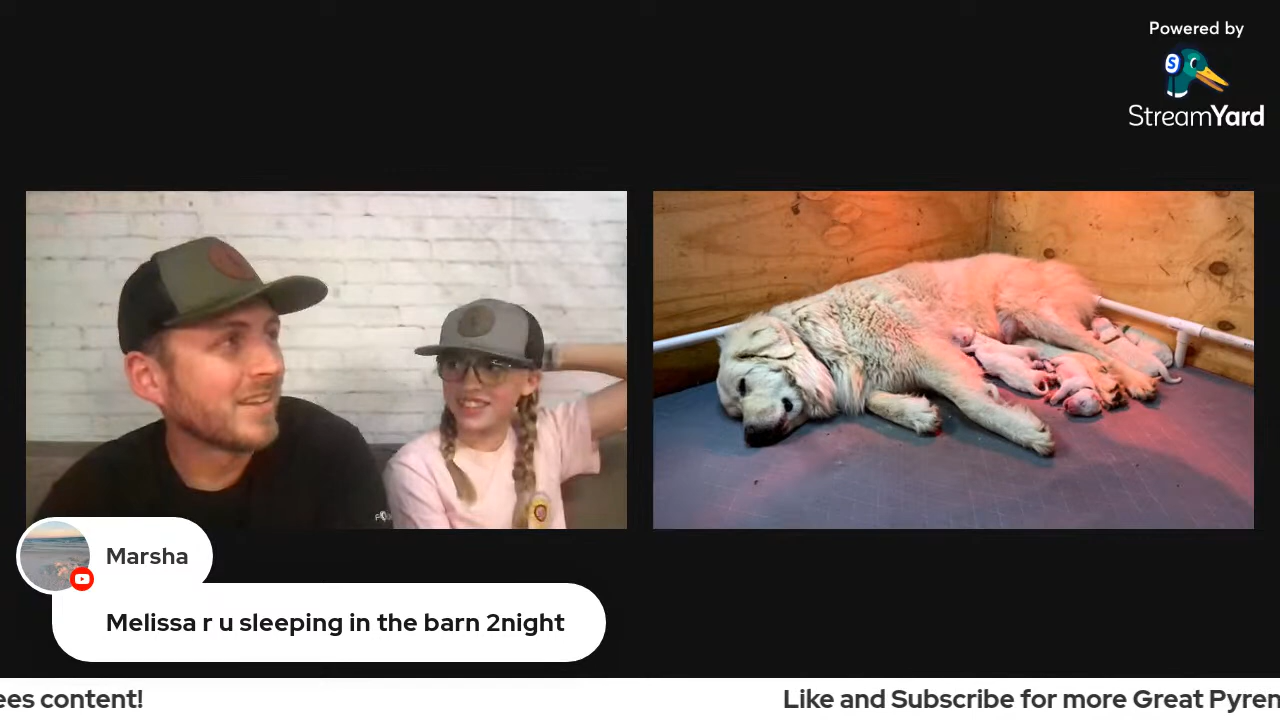 Powered by
StreamYard
Marsha
Melissa r u sleeping in the barn 2night
ees content!
Like and Subscribe for more Great Pyren